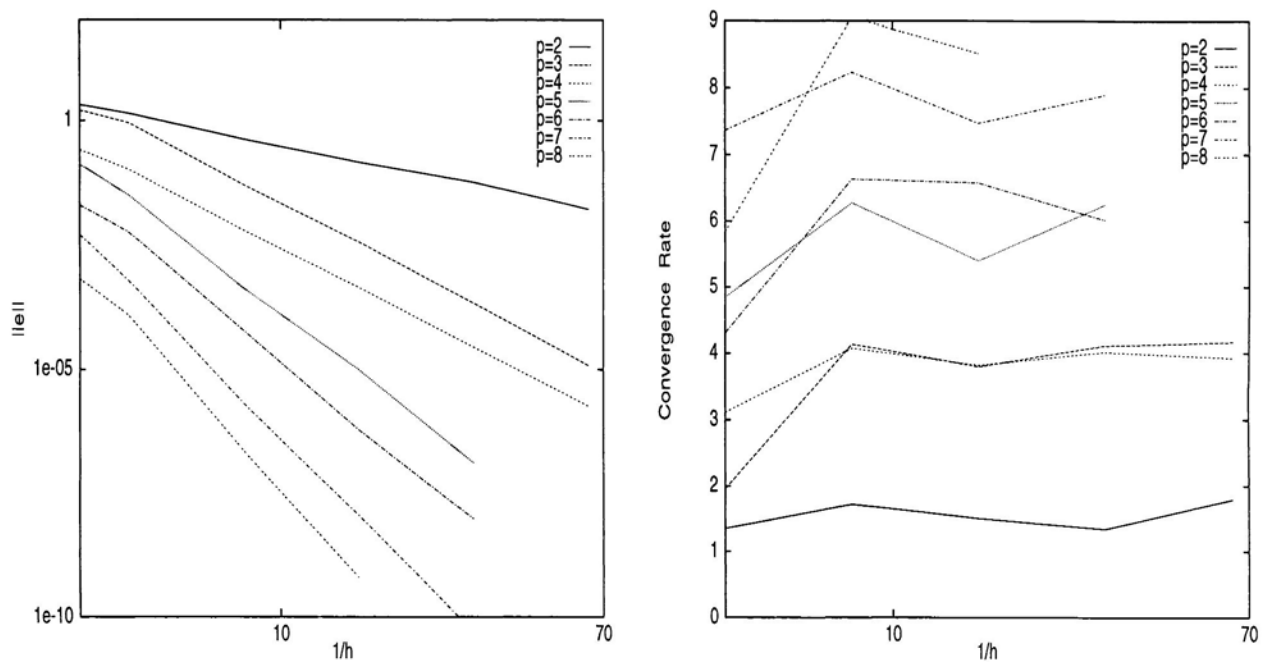 p=2
p=3
p=4
p=5
p=6
p=7
p=8
1
1e-05
1e-10
||e||
10
70
1/h
9
8
7
6
5
4
3
2
1
0
p=2
p=3
p=4
p=5
p=6
p=7
p=8
Convergence Rate
10
70
1/h